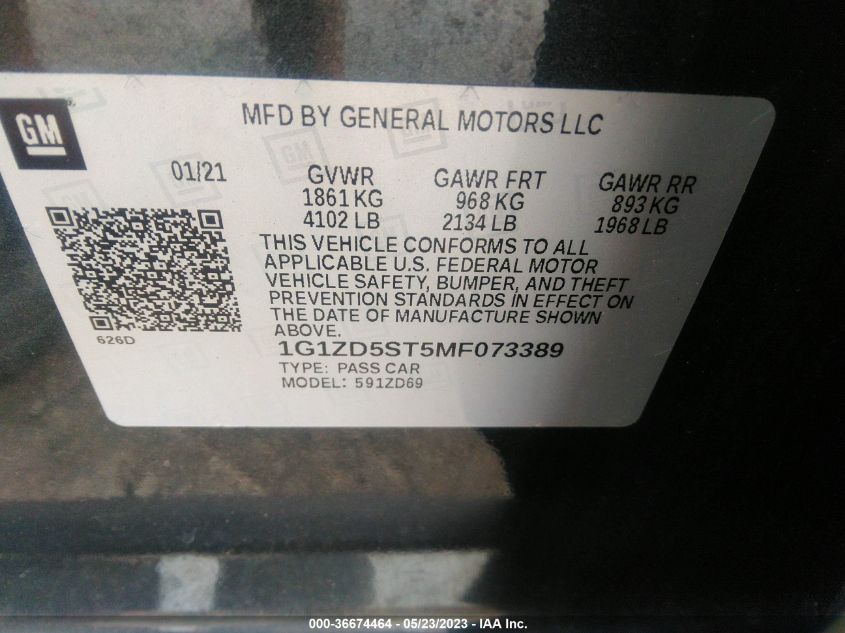 GM
MFD BY GENERAL MOTORS LLC
01/21
GVWR
1861 KG
4102 LB
GAWR FRT
968 KG
2134 LB
GAWR RR
893 KG
1968 LB
THIS VEHICLE CONFORMS TO ALL
APPLICABLE U.S. FEDERAL MOTOR
VEHICLE SAFETY, BUMPER, AND THEFT
PREVENTION STANDARDS IN EFFECT ON
THE DATE OF MANUFACTURE SHOWN
ABOVE.
626D
1G1ZD5ST5MF073389
TYPE: PASS CAR
MODEL: 591ZD69
000-36674464 - 05/23/2023 - IAA Inc.